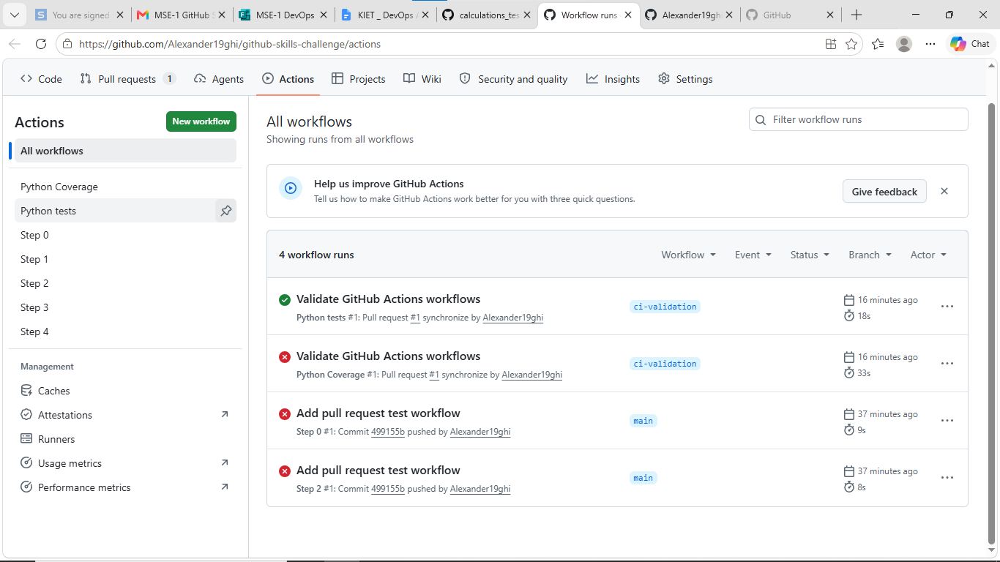 You are signed
MSE-1 GitHub S
MSE-1 DevOps
KIET _ DevOps A
calculations_tes
Workflow runs
Alexander19gh
GitHub
https://github.com/Alexander19ghi/github-skills-challenge/actions
Chat
Code
Pull requests 1
Agents
Actions
Projects
Wiki
Security and quality
Insights
Settings
Actions
New workflow
All workflows
Python Coverage
Python tests
Step 0
Step 1
Step 2
Step 3
Step 4
Management
Caches
Attestations
Runners
Usage metrics
Performance metrics
All workflows
Showing runs from all workflows
Filter workflow runs
Help us improve GitHub Actions
Tell us how to make GitHub Actions work better for you with three quick questions.
Give feedback
4 workflow runs
Workflow
Event
Status
Branch
Actor
Validate GitHub Actions workflows
Python tests #1: Pull request #1 synchronize by Alexander19ghi
ci-validation
16 minutes ago
18s
Validate GitHub Actions workflows
Python Coverage #1: Pull request #1 synchronize by Alexander19ghi
ci-validation
16 minutes ago
33s
Add pull request test workflow
Step 0 #1: Commit 499155b pushed by Alexander19ghi
main
37 minutes ago
9s
Add pull request test workflow
Step 2 #1: Commit 499155b pushed by Alexander19ghi
main
37 minutes ago
8s